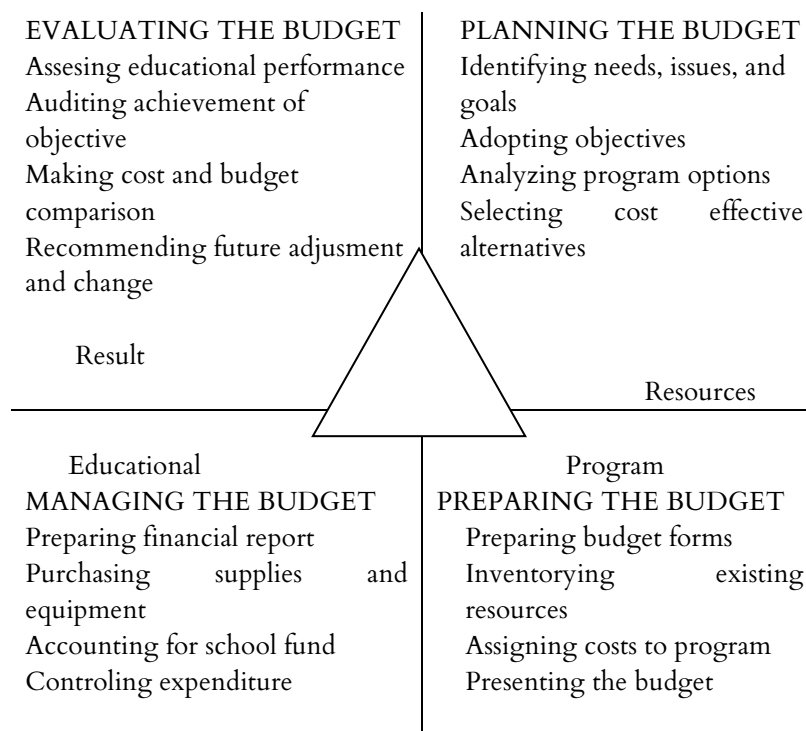 EVALUATING THE BUDGET
Assesing educational performance
Auditing achievement of
objective
Making cost and budget
comparison
Recommending future adjusment
and change
Result
PLANNING THE BUDGET
Identifying needs, issues, and
goals
Adopting objectives
Analyzing program options
Selecting cost effective
alternatives
Resources
Educational
MANAGING THE BUDGET
Preparing financial report
Purchasing supplies and
equipment
Accounting for school fund
Controling expenditure
Program
PREPARING THE BUDGET
Preparing budget forms
Inventorying existing
resources
Assigning costs to program
Presenting the budget